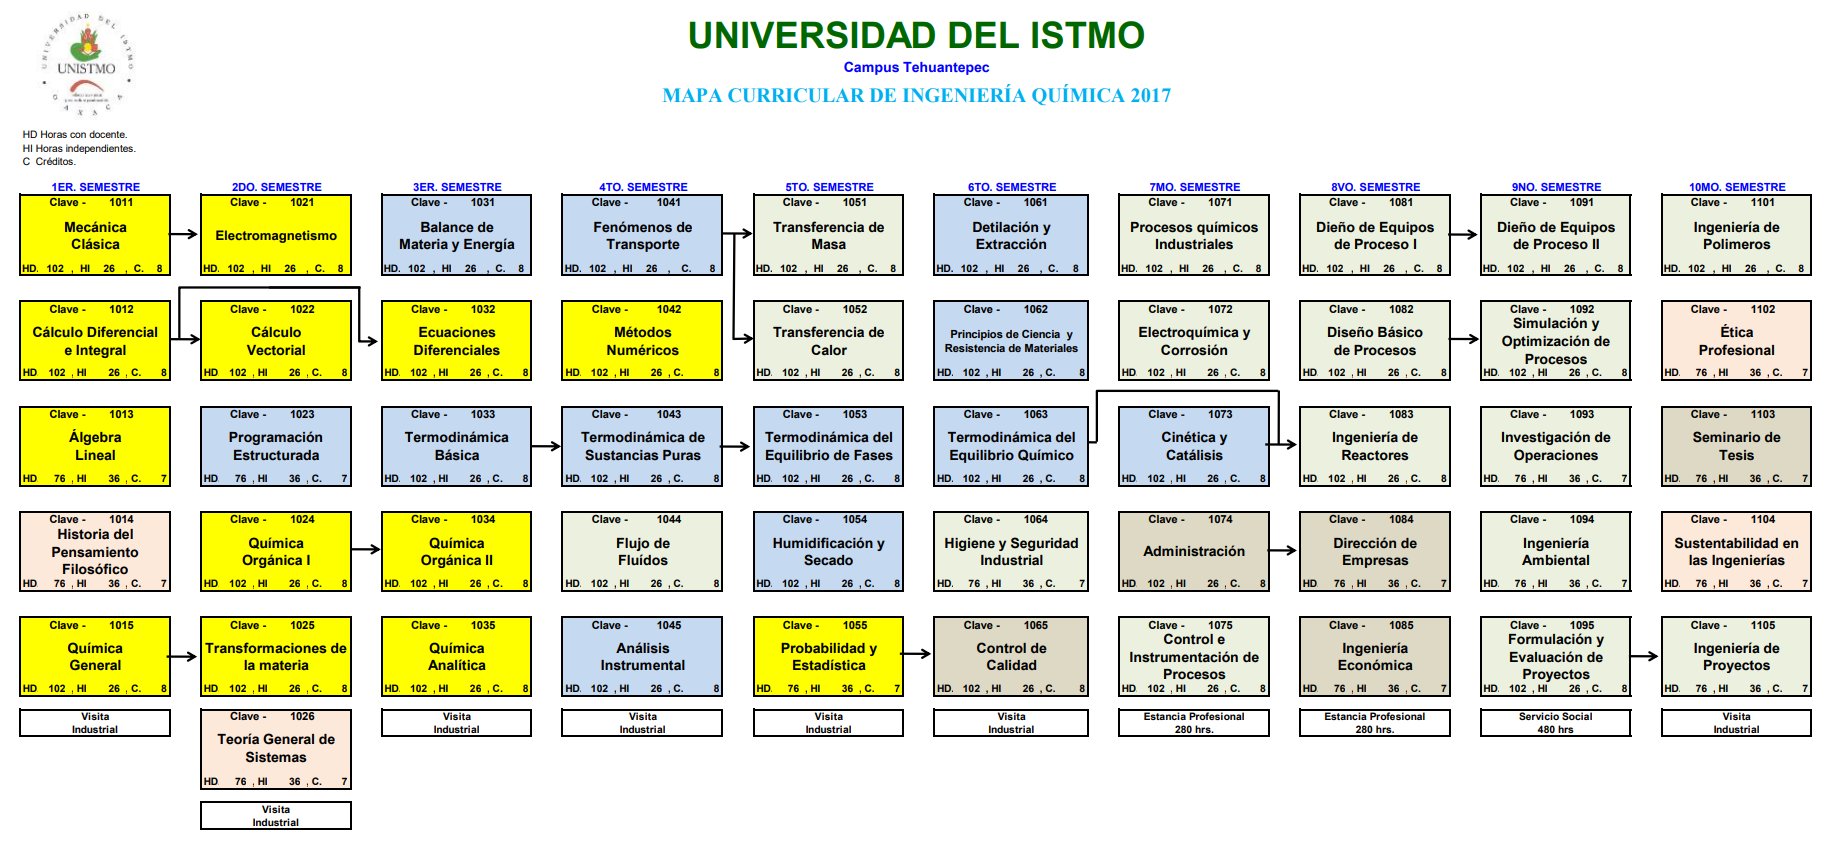 UNIVERSIDAD DEL ISTMO
UNISTMO
OAXACA
UNIVERSIDAD DEL ISTMO
Campus Tehuantepec
MAPA CURRICULAR DE INGENIERÍA QUÍMICA 2017
HD Horas con docente.
HI Horas independientes.
C Créditos.
1ER. SEMESTRE
Clave - 1011
Mecánica
Clásica
HD. 102 , HI 26 , C. 8
Clave - 1012
Cálculo Diferencial
e Integral
HD. 102 , HI 26 , C. 8
Clave - 1013
Álgebra
Lineal
HD. 76 , HI 36 , C. 7
Clave - 1014
Historia del
Pensamiento
Filosófico
HD. 76 , HI 36 , C. 7
Clave - 1015
Química
General
HD. 102 , HI 26 , C. 8
Visita
Industrial
2DO. SEMESTRE
Clave - 1021
Electromagnetismo
HD. 102 , HI 26 , C. 8
Clave - 1022
Cálculo
Vectorial
HD 102 , HI 26 , C. 8
Clave - 1023
Programación
Estructurada
HD 76 , HI 36 , C. 7
Clave - 1024
Química
Orgánica I
HD 102 , HI 26 , C. 8
Clave - 1025
Transformaciones de
la materia
HD 102 , HI 26 , C. 8
Clave - 1026
Teoría General de
Sistemas
HD 76 , HI 36 , C. 7
Visita
Industrial
3ER. SEMESTRE
Clave - 1031
Balance de
Materia y Energía
HD. 102 , HI 26 , C. 8
Clave - 1032
Ecuaciones
Diferenciales
HD. 102 , HI 26 , C. 8
Clave - 1033
Termodinámica
Básica
HD. 102 , HI 26 , C. 8
Clave - 1034
Química
Orgánica II
HD. 102 , HI 26 , C. 8
Clave - 1035
Química
Analítica
HD. 102 , HI 26 , C. 8
Visita
Industrial
4TO. SEMESTRE
Clave - 1041
Fenómenos de
Transporte
HD. 102 , HI 26 , C. 8
Clave - 1042
Métodos
Numéricos
HD. 102 , HI 26 , C. 8
Clave - 1043
Termodinámica de
Sustancias Puras
HD. 102 , HI 26 , C. 8
Clave - 1044
Flujo de
Fluídos
HD. 102 , HI 26 , C. 8
Clave - 1045
Análisis
Instrumental
HD. 102 , HI 26 , C. 8
Visita
Industrial
5TO. SEMESTRE
Clave - 1051
Transferencia de
Masa
HD. 102 , HI 26 , C. 8
Clave - 1052
Transferencia de
Calor
HD. 102 , HI 26 , C. 8
Clave - 1053
Termodinámica del
Equilibrio de Fases
HD. 102 , HI 26 , C. 8
Clave - 1054
Humidificación y
Secado
HD. 102 , HI 26 , C. 8
Clave - 1055
Probabilidad y
Estadística
HD. 76 , HI 36 , C. 7
Visita
Industrial
6TO. SEMESTRE
Clave - 1061
Detilación y
Extracción
HD. 102 , HI 26 , C. 8
Clave - 1062
Principios de Ciencia y
Resistencia de Materiales
HD. 102 , HI 26 , C. 8
Clave - 1063
Termodinámica del
Equilibrio Químico
HD. 102 , HI 26 , C. 8
Clave - 1064
Higiene y Seguridad
Industrial
HD. 76 , HI 36 , C. 7
Clave - 1065
Control de
Calidad
HD. 102 , HI 26 , C. 8
Visita
Industrial
7MO. SEMESTRE
Clave - 1071
Procesos químicos
Industriales
HD. 102 , HI 26 , C. 8
Clave - 1072
Electroquímica y
Corrosión
HD. 102 , HI 26 , C. 8
Clave - 1073
Cinética y
Catálisis
HD. 102 , HI 26 , C. 8
Clave - 1074
Administración
HD. 102 , HI 26 , C. 8
Clave - 1075
Control e
Instrumentación de
Procesos
HD. 102 , HI 26 , C. 8
Estancia Profesional
280 hrs.
8VO. SEMESTRE
Clave - 1081
Dieño de Equipos
de Proceso I
HD 102 , HI 26 , C. 8
Clave - 1082
Diseño Básico
de Procesos
HD 102 , HI 26 , C. 8
Clave - 1083
Ingeniería de
Reactores
HD 102 , HI 26 , C. 8
Clave - 1084
Dirección de
Empresas
HD 76 , HI 36 , C. 7
Clave - 1085
Ingeniería
Económica
HD 76 , HI 36 , C. 7
Estancia Profesional
280 hrs.
9NO. SEMESTRE
Clave - 1091
Dieño de Equipos
de Proceso II
HD. 102 , HI 26 , C. 8
Clave - 1092
Simulación y
Optimización de
Procesos
HD. 102 , HI 26 , C. 8
Clave - 1093
Investigación de
Operaciones
HD. 76 , HI 36 , C. 7
Clave - 1094
Ingeniería
Ambiental
HD. 76 , HI 36 , C. 7
Clave - 1095
Formulación y
Evaluación de
Proyectos
HD. 102 , HI 26 , C. 8
Servicio Social
480 hrs
10MO. SEMESTRE
Clave - 1101
Ingeniería de
Polimeros
HD. 102 , HI 26 , C. 8
Clave - 1102
Ética
Profesional
HD. 76 , HI 36 , C. 7
Clave - 1103
Seminario de
Tesis
HD. 76 , HI 36 , C. 7
Clave - 1104
Sustentabilidad en
las Ingenierías
HD. 76 , HI 36 , C. 7
Clave - 1105
Ingeniería de
Proyectos
HD. 76 , HI 36 , C. 7
Visita
Industrial